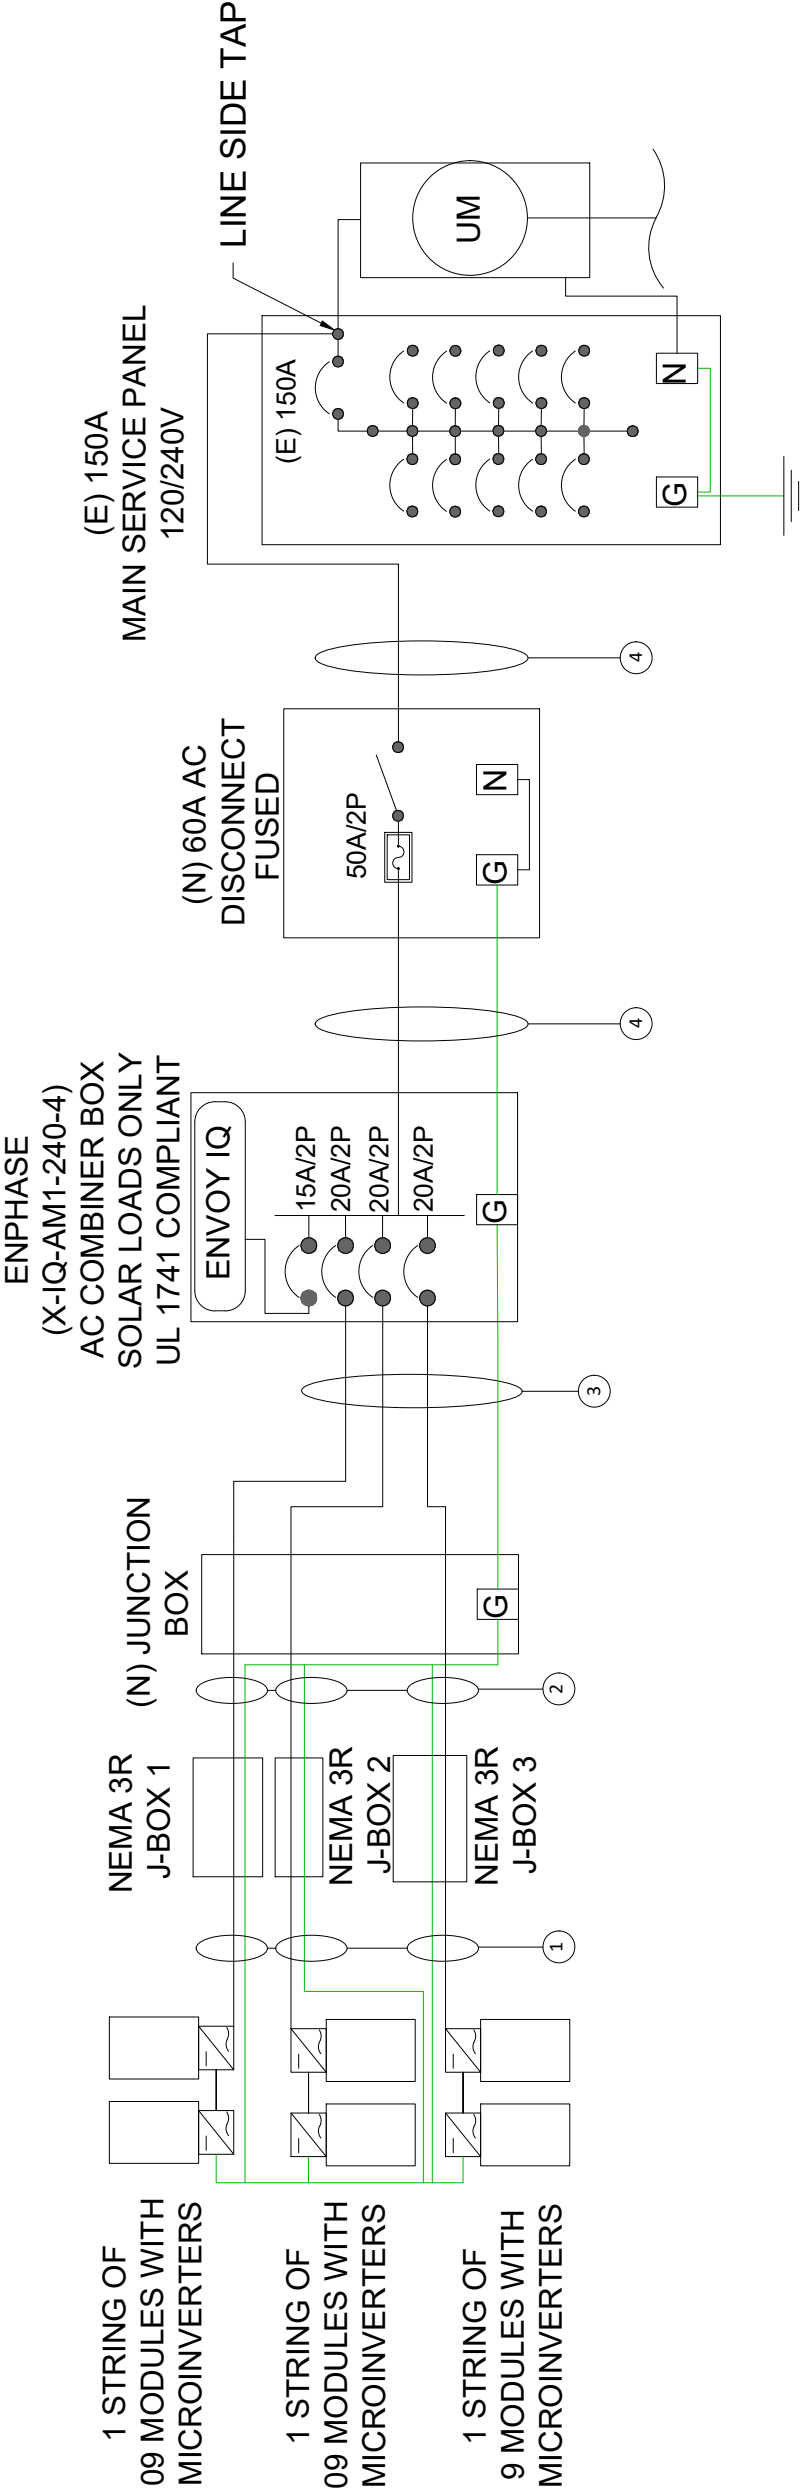 1 STRING OF
09 MODULES WITH
MICROINVERTERS
1 STRING OF
09 MODULES WITH
MICROINVERTERS
1 STRING OF
9 MODULES WITH
MICROINVERTERS
1
NEMA 3R
J-BOX 1
NEMA 3R
J-BOX 2
NEMA 3R
J-BOX 3
2
(N) JUNCTION
BOX
G
3
ENPHASE
(X-IQ-AM1-240-4)
AC COMBINER BOX
SOLAR LOADS ONLY
UL 1741 COMPLIANT
ENVOY IQ
15A/2P
20A/2P
20A/2P
20A/2P
G
4
(N) 60A AC
DISCONNECT
FUSED
50A/2P
G
N
4
(E) 150A
MAIN SERVICE PANEL
120/240V
(E) 150A
G
N
LINE SIDE TAP
UM